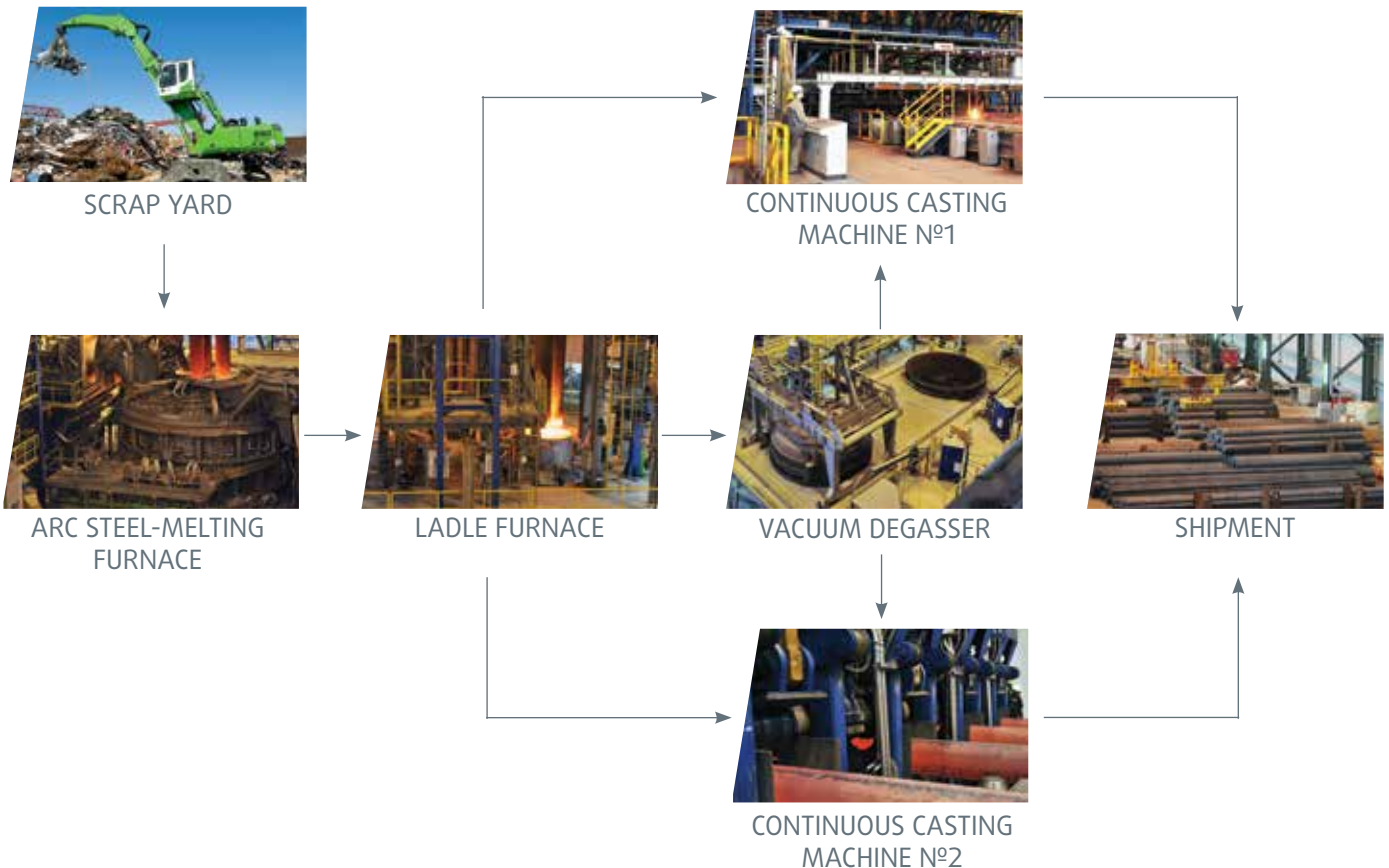 SCRAP YARD
CONTINUOUS CASTING
MACHINE №1
ARC STEEL-MELTING
FURNACE
LADLE FURNACE
VACUUM DEGASSER
SHIPMENT
CONTINUOUS CASTING
MACHINE №2